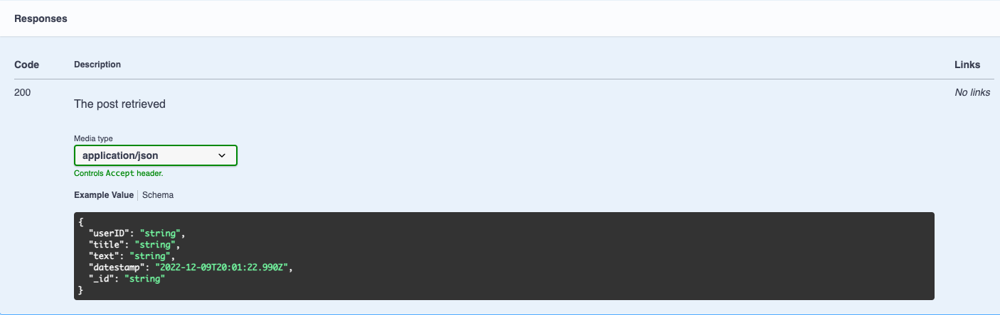 Responses
Code Description Links
200 The post retrieved No links
Media type
application/json
Controls Accept header.
Example Value Schema
{
"userID": "string",
"title": "string",
"text": "string",
"datestamp": "2022-12-09T20:01:22.990Z",
"_id": "string"
}